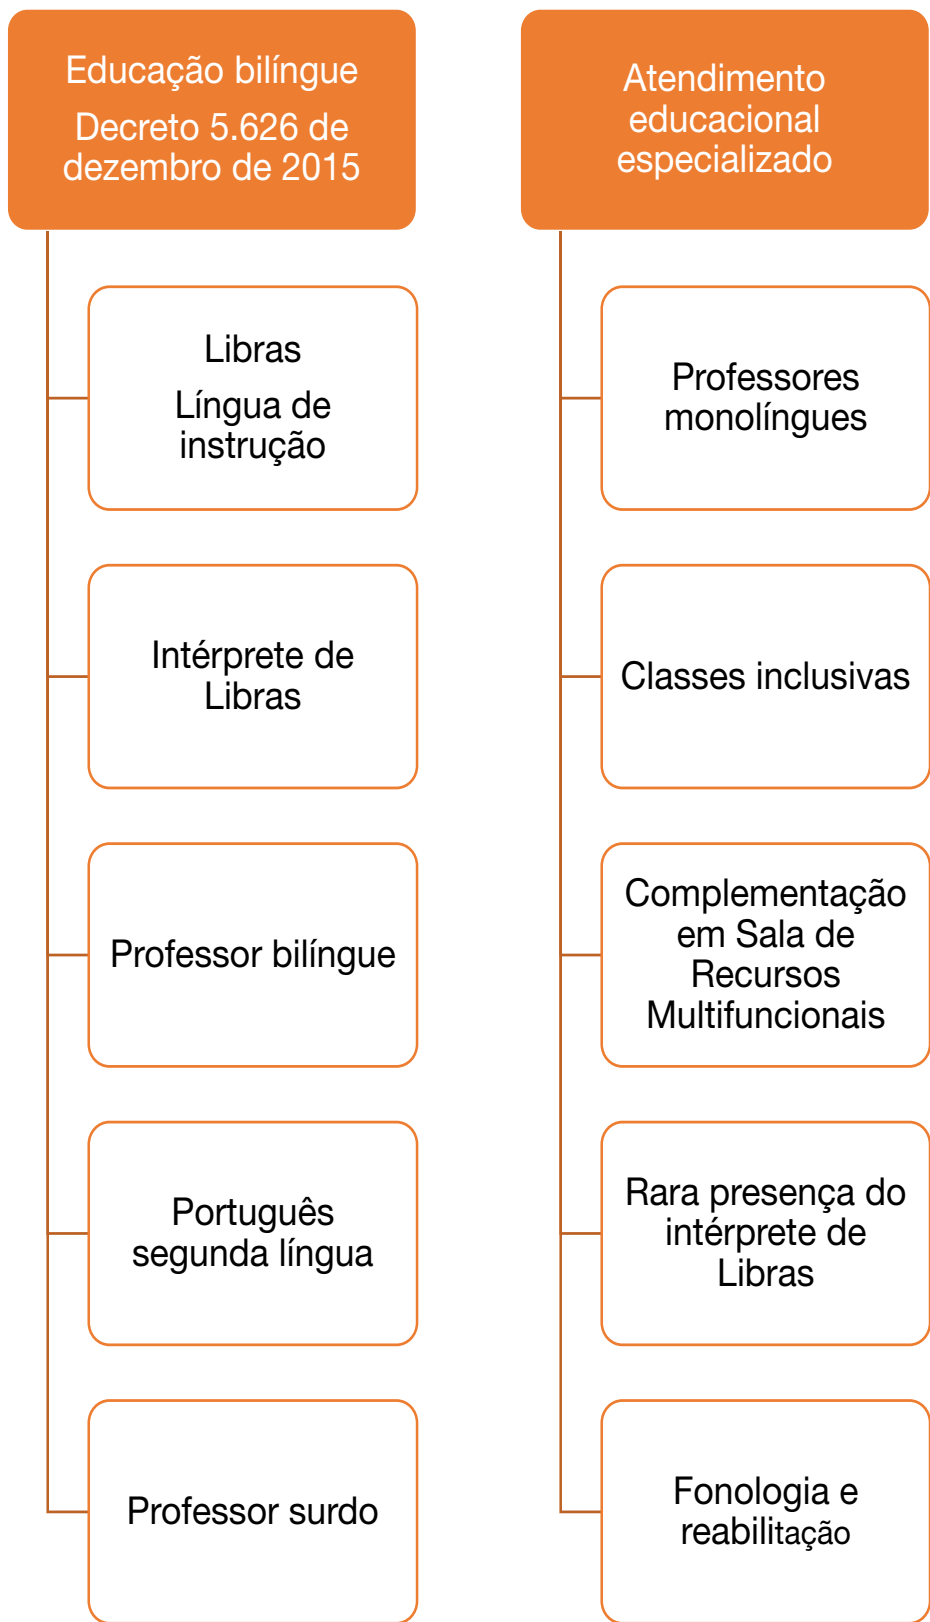 Educação bilíngue
Decreto 5.626 de
dezembro de 2015
Libras
Língua de
instrução
Intérprete de
Libras
Professor bilíngue
Português
segunda língua
Professor surdo
Atendimento
educacional
especializado
Professores
monolíngues
Classes inclusivas
Complementação
em Sala de
Recursos
Multifuncionais
Rara presença do
intérprete de
Libras
Fonologia e
reabilitação